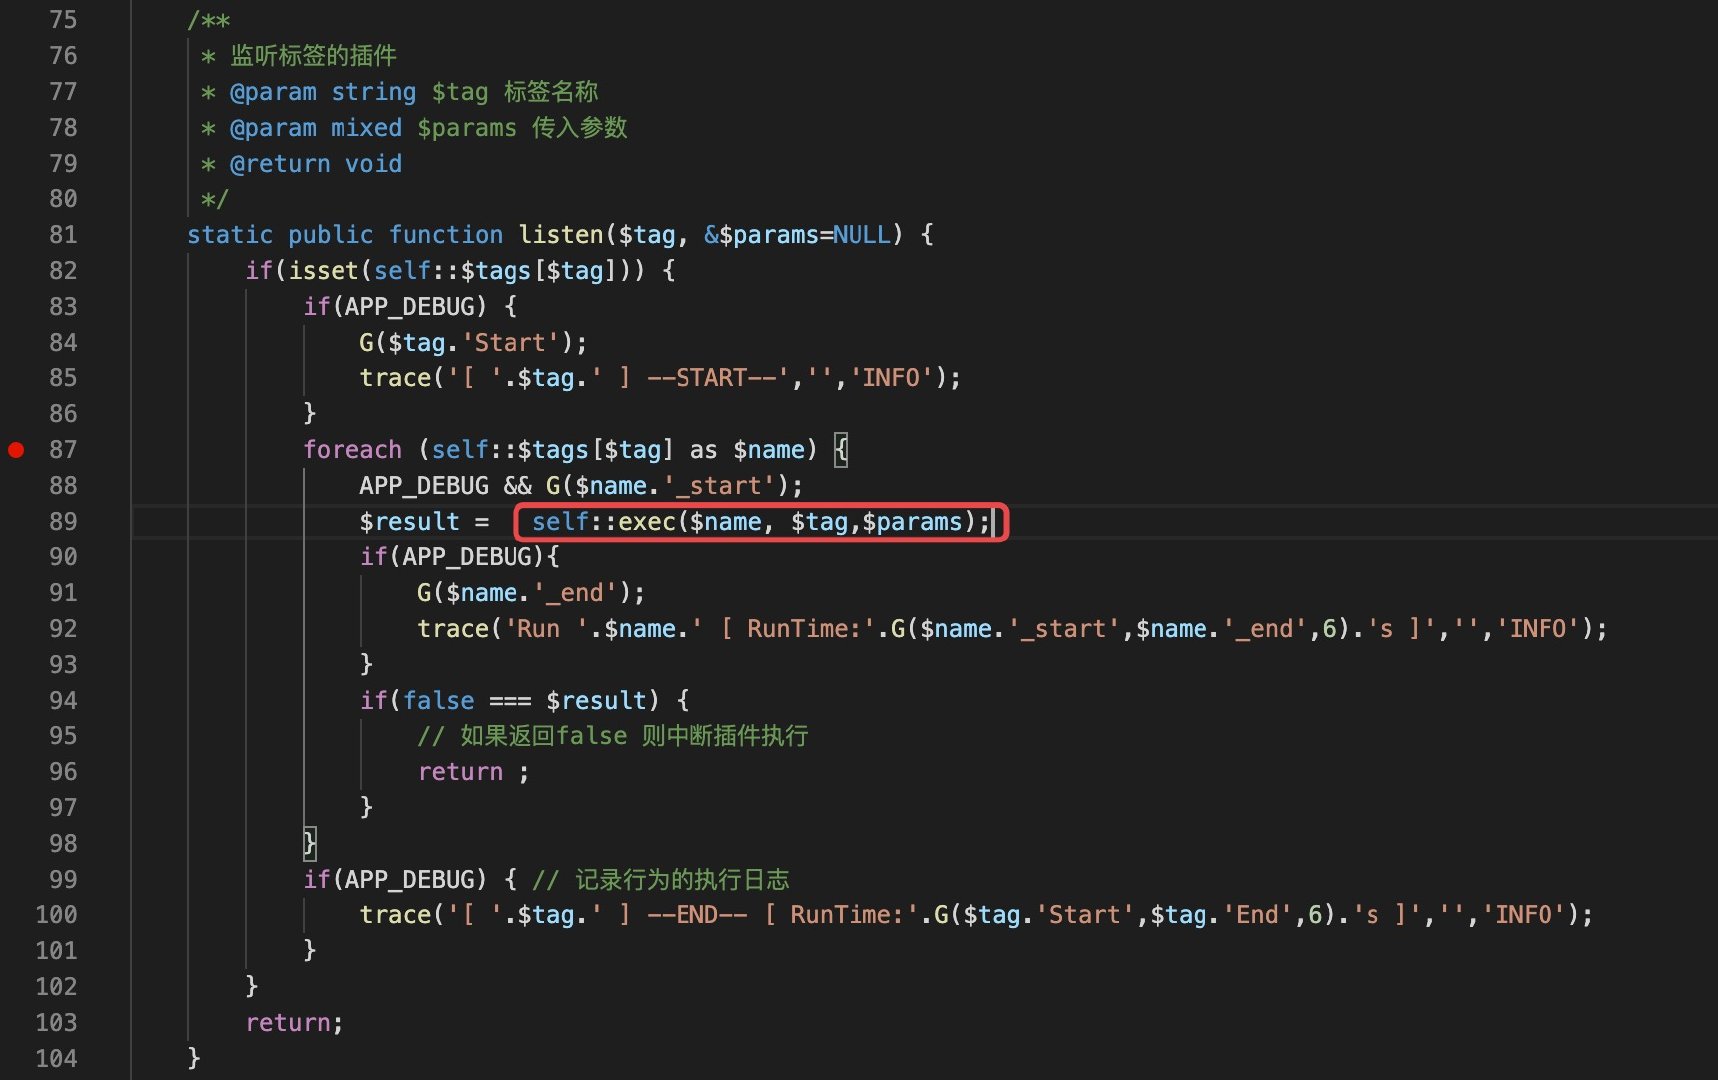 75 /**
76 * 监听标签的插件
77 * @param string $tag 标签名称
78 * @param mixed $params 传入参数
79 * @return void
80 */
81 static public function listen($tag, &$params=NULL) {
82 if(isset(self::$tags[$tag])) {
83 if(APP_DEBUG) {
84 G($tag.'Start');
85 trace('[ '.$tag.' ] --START--','','INFO');
86 }
87 foreach (self::$tags[$tag] as $name) {
88 APP_DEBUG && G($name.'_start');
89 $result =   self::exec($name, $tag,$params);
90 if(APP_DEBUG){
91 G($name.'_end');
92 trace('Run '.$name.' [ RunTime:'.G($name.'_start',$name.'_end',6).'s ]','','INFO');
93 }
94 if(false === $result) {
95 // 如果返回false 则中断插件执行
96 return ;
97 }
98 }
99 if(APP_DEBUG) { // 记录行为的执行日志
100 trace('[ '.$tag.' ] --END-- [ RunTime:'.G($tag.'Start',$tag.'End',6).'s ]','','INFO');
101 }
102 }
103 return;
104 }